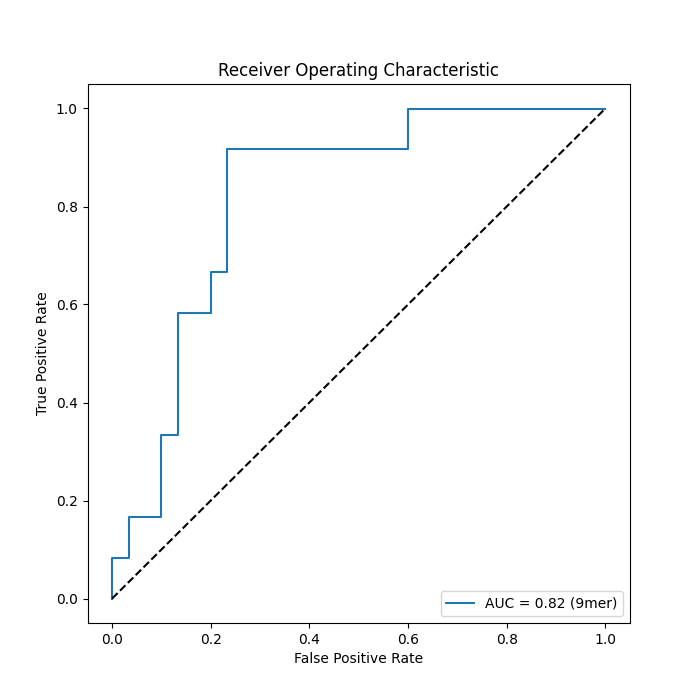 Receiver Operating Characteristic
True Positive Rate
1.0
0.8
0.6
0.4
0.2
0.0
0.0 0.2 0.4 0.6 0.8 1.0
False Positive Rate
AUC = 0.82 (9mer)